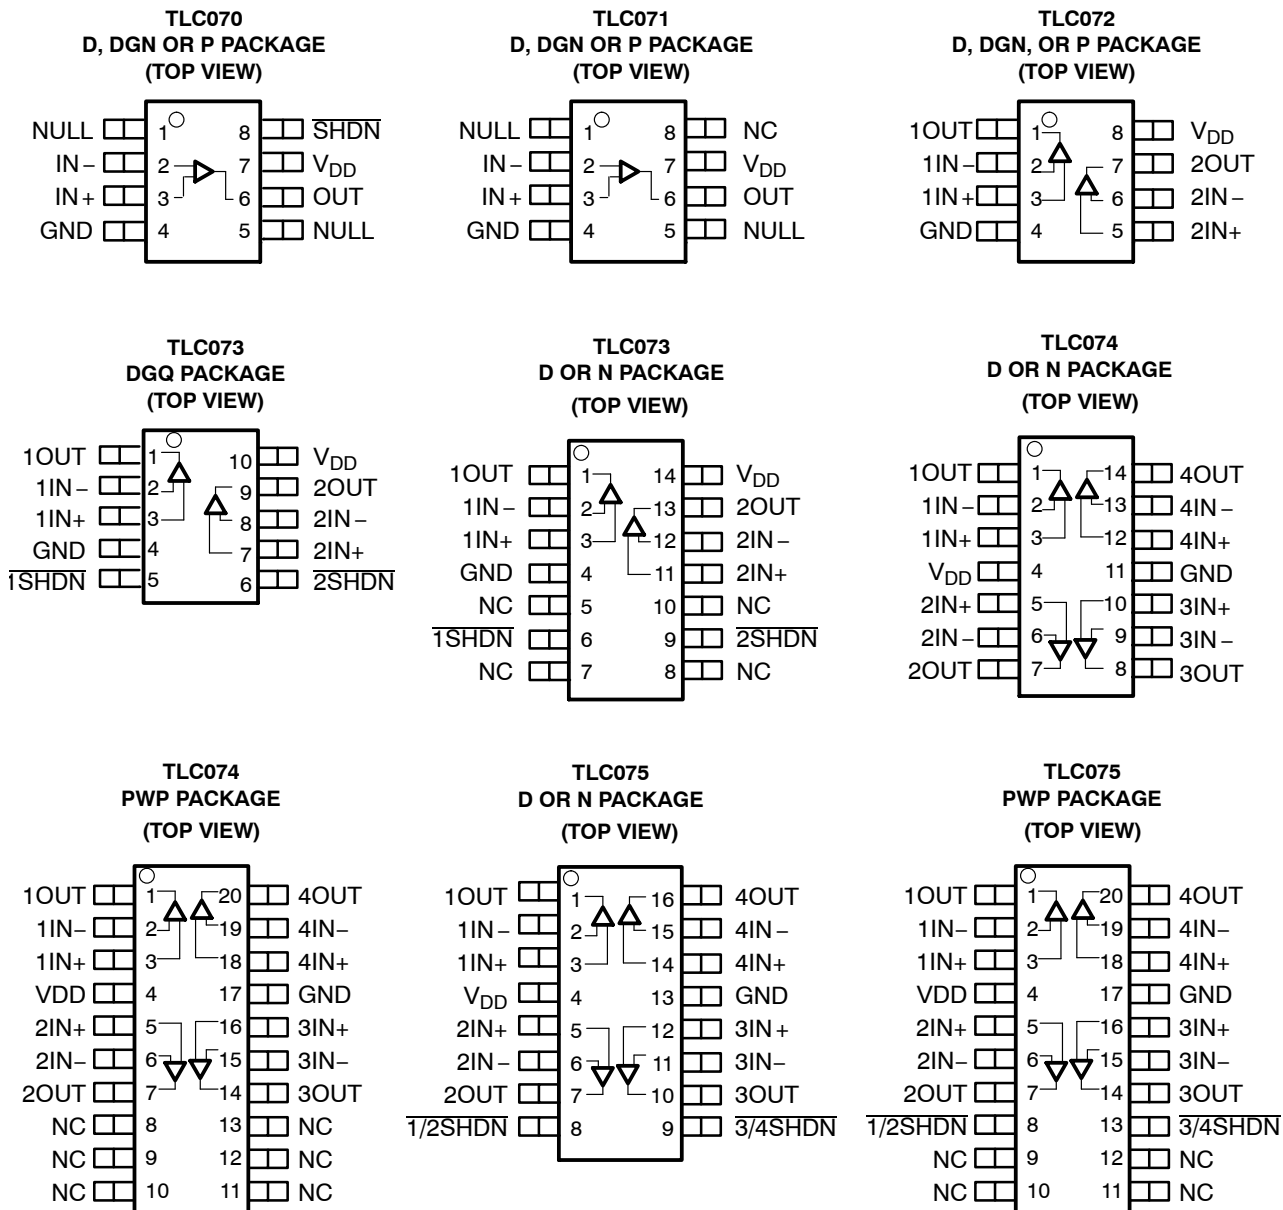 TLC070
D, DGN OR P PACKAGE
(TOP VIEW)
NULL 1 8 SHDN
IN− 2 7 VDD
IN+ 3 6 OUT
GND 4 5 NULL
TLC071
D, DGN OR P PACKAGE
(TOP VIEW)
NULL 1 8 NC
IN− 2 7 VDD
IN+ 3 6 OUT
GND 4 5 NULL
TLC072
D, DGN, OR P PACKAGE
(TOP VIEW)
1OUT 1 8 VDD
1IN− 2 7 2OUT
1IN+ 3 6 2IN−
GND 4 5 2IN+
TLC073
DGQ PACKAGE
(TOP VIEW)
1OUT 1 10 VDD
1IN− 2 9 2OUT
1IN+ 3 8 2IN−
GND 4 7 2IN+
1SHDN 5 6 2SHDN
TLC073
D OR N PACKAGE
(TOP VIEW)
1OUT 1 14 VDD
1IN− 2 13 2OUT
1IN+ 3 12 2IN−
GND 4 11 2IN+
NC 5 10 NC
1SHDN 6 9 2SHDN
NC 7 8 NC
TLC074
D OR N PACKAGE
(TOP VIEW)
1OUT 1 14 4OUT
1IN− 2 13 4IN−
1IN+ 3 12 4IN+
VDD 4 11 GND
2IN+ 5 10 3IN+
2IN− 6 9 3IN−
2OUT 7 8 3OUT
TLC074
PWP PACKAGE
(TOP VIEW)
1OUT 1 20 4OUT
1IN− 2 19 4IN−
1IN+ 3 18 4IN+
VDD 4 17 GND
2IN+ 5 16 3IN+
2IN− 6 15 3IN−
2OUT 7 14 3OUT
NC 8 13 NC
NC 9 12 NC
NC 10 11 NC
TLC075
D OR N PACKAGE
(TOP VIEW)
1OUT 1 16 4OUT
1IN− 2 15 4IN−
1IN+ 3 14 4IN+
VDD 4 13 GND
2IN+ 5 12 3IN+
2IN− 6 11 3IN−
2OUT 7 10 3OUT
1/2SHDN 8 9 3/4SHDN
TLC075
PWP PACKAGE
(TOP VIEW)
1OUT 1 20 4OUT
1IN− 2 19 4IN−
1IN+ 3 18 4IN+
VDD 4 17 GND
2IN+ 5 16 3IN+
2IN− 6 15 3IN−
2OUT 7 14 3OUT
1/2SHDN 8 13 3/4SHDN
NC 9 12 NC
NC 10 11 NC